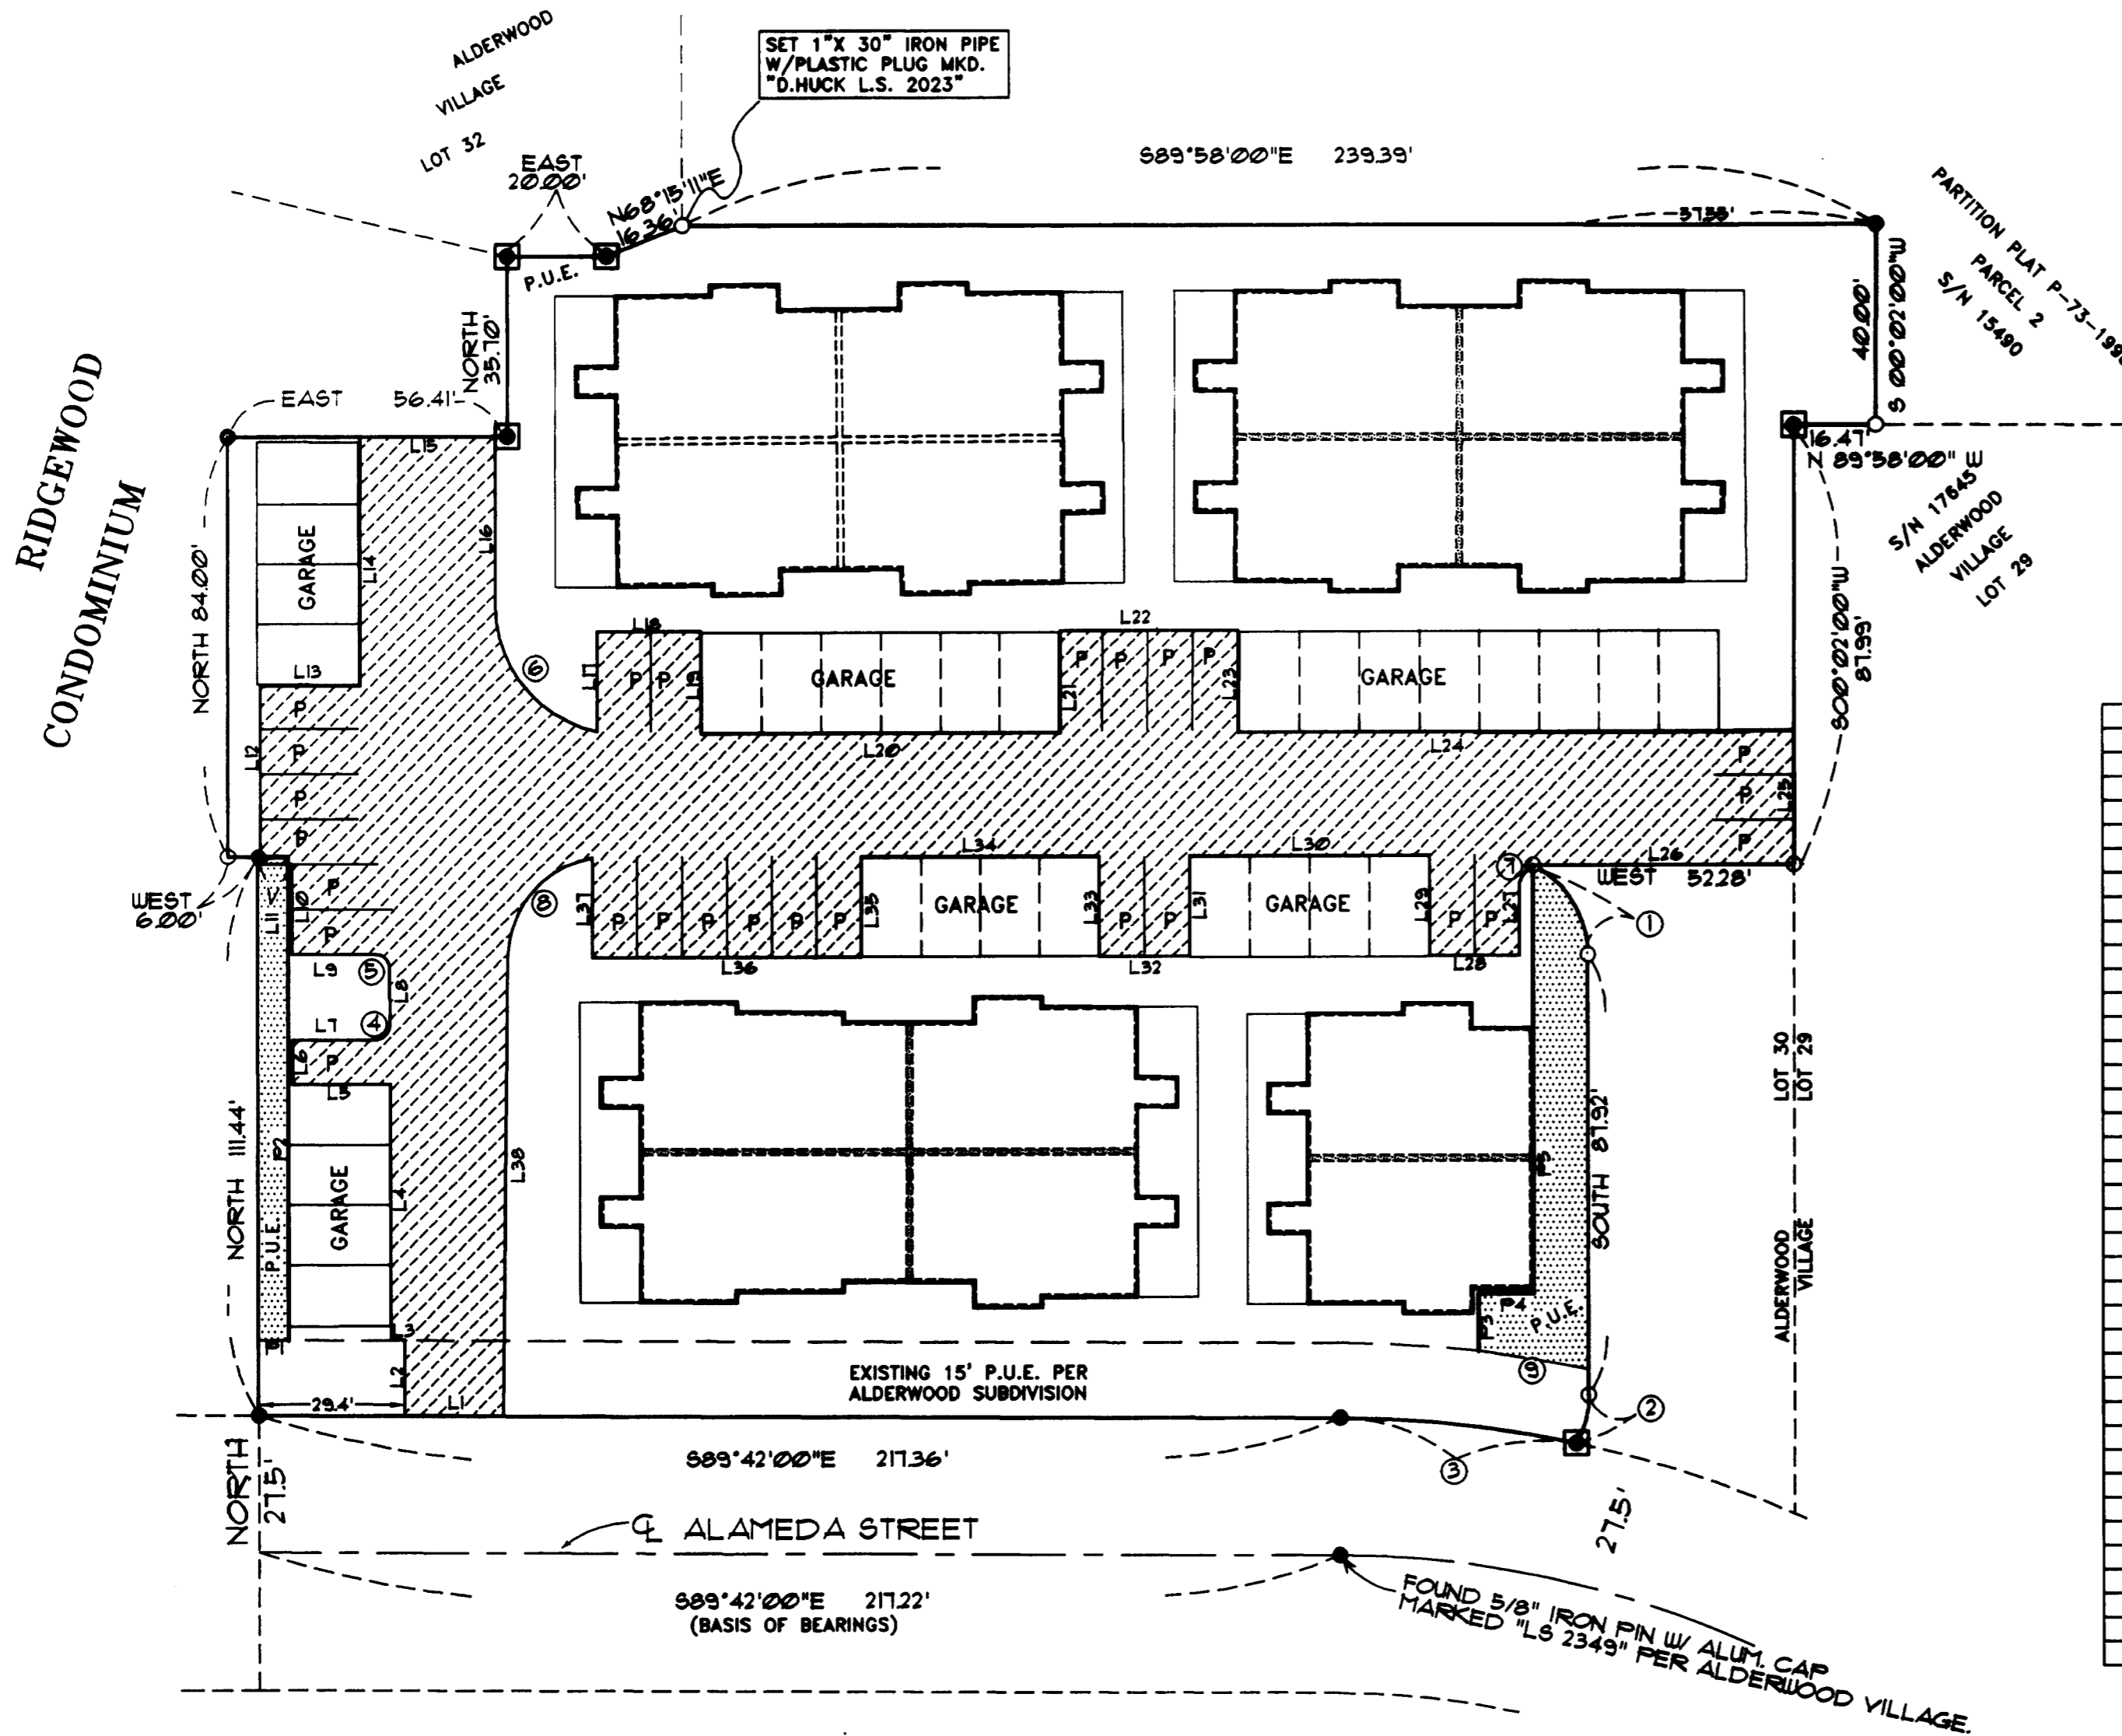 ALDERWOOD
VILLAGE
LOT 32
SET 1"X 30" IRON PIPE
W/PLASTIC PLUG MKD.
"D.HUCK L.S. 2023"
EAST
20.00'
N68°15'11"E
16.36'
S89°58'00"E 239.39'
57.55'
PARTITION PLAT P-73-1998
PARCEL 2
S/N 15490
P.U.E.
NORTH
35.70'
40.00'
S 00°02'00"W
RIDGEWOOD
CONDOMINIUM
EAST 56.41'
L15
16.47'
N 89°58'00" W
S/N 17645
ALDERWOOD
VILLAGE
LOT 29
NORTH 84.00'
GARAGE
L14
L16
S00°02'00"W
87.99'
L13
6
L17
L18
P P
L19
GARAGE
L20
L21
L22
P P P P
L23
GARAGE
L24
L12
P
P
P
P
P
P
P
L25
WEST
6.00'
V
L11
L10
P
P
L9
5
L8
L7
4
L6
P
L5
8
L37
P P P P P P
L36
L35
L34
GARAGE
L33
P P
L32
L31
L30
GARAGE
L29
P P
L28
L27
7
L26
WEST 52.28'
1
NORTH 111.44'
P.U.E.
P2
GARAGE
L4
L38
L3
P1
L2
29.4'
L1
P5
SOUTH 87.92'
P4
P3
P.U.E.
9
LOT 30
LOT 29
ALDERWOOD
VILLAGE
EXISTING 15' P.U.E. PER
ALDERWOOD SUBDIVISION
2
3
S89°42'00"E 217.36'
NORTH
27.5'
27.5'
℄ ALAMEDA STREET
S89°42'00"E 217.22'
(BASIS OF BEARINGS)
FOUND 5/8" IRON PIN W/ ALUM. CAP
MARKED "LS 2349" PER ALDERWOOD VILLAGE.